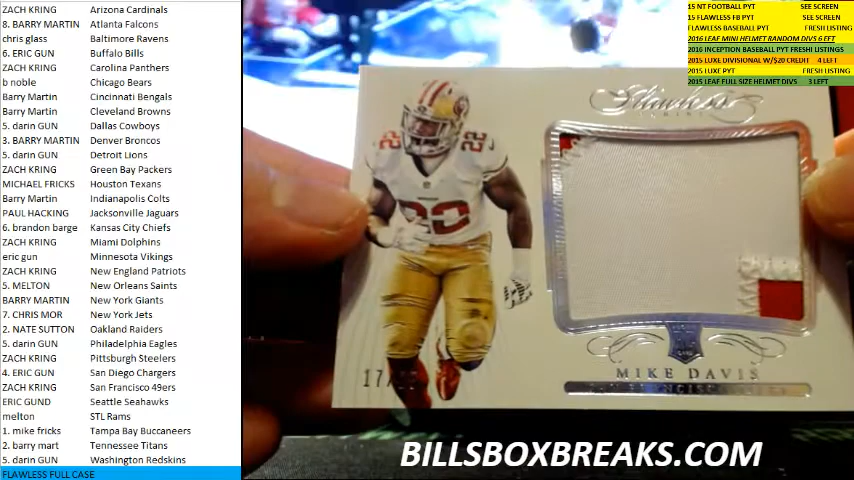 ZACH KRING Arizona Cardinals
8. BARRY MARTIN Atlanta Falcons
chris glass Baltimore Ravens
6. ERIC GUN Buffalo Bills
ZACH KRING Carolina Panthers
b noble Chicago Bears
Barry Martin Cincinnati Bengals
Barry Martin Cleveland Browns
5. darin GUN Dallas Cowboys
3. BARRY MARTIN Denver Broncos
5. darin GUN Detroit Lions
ZACH KRING Green Bay Packers
MICHAEL FRICKS Houston Texans
Barry Martin Indianapolis Colts
PAUL HACKING Jacksonville Jaguars
6. brandon barge Kansas City Chiefs
ZACH KRING Miami Dolphins
eric gun Minnesota Vikings
ZACH KRING New England Patriots
5. MELTON New Orleans Saints
BARRY MARTIN New York Giants
7. CHRIS MOR New York Jets
2. NATE SUTTON Oakland Raiders
5. darin GUN Philadelphia Eagles
ZACH KRING Pittsburgh Steelers
4. ERIC GUN San Diego Chargers
ZACH KRING San Francisco 49ers
ERIC GUND Seattle Seahawks
melton STL Rams
1. mike fricks Tampa Bay Buccaneers
2. barry mart Tennessee Titans
5. darin GUN Washington Redskins
FLAWLESS FULL CASE
15 NT FOOTBALL PYT SEE SCREEN
15 FLAWLESS FB PYT SEE SCREEN
FLAWLESS BASEBALL PYT FRESH LISTING
2016 LEAF MINI HELMET RANDOM DIVS 6 LEFT
2016 INCEPTION BASEBALL PYT FRESH LISTINGS
2015 LUXE DIVISIONAL W/$20 CREDIT 4 LEFT
2015 LUXE PYT FRESH LISTING
2015 LEAF FULL SIZE HELMET DIVS 3 LEFT
Flawless
22 22
22
17/
MIKE DAVIS
SAN FRANCISCO 49ERS
BILLSBOXBREAKS.COM